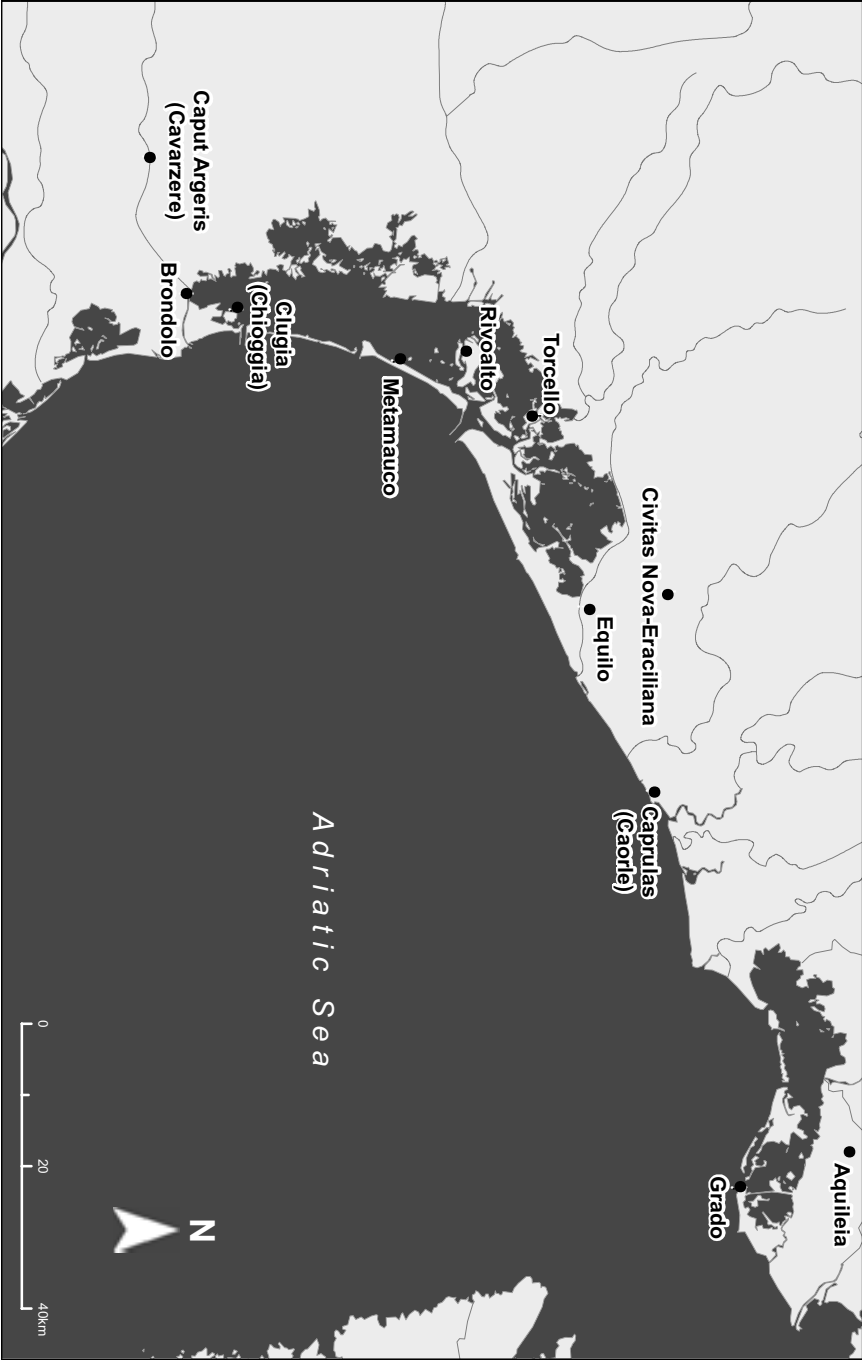 Aquileia
Grado
Caprulas
(Caorle)
Civitas Nova-Eraciliana
Equilo
Torcello
Rivoalto
Metamauco
Clugia
(Chioggia)
Caput Argeris
(Cavarzere)
Brondolo
Adriatic Sea
N
0
20
40km